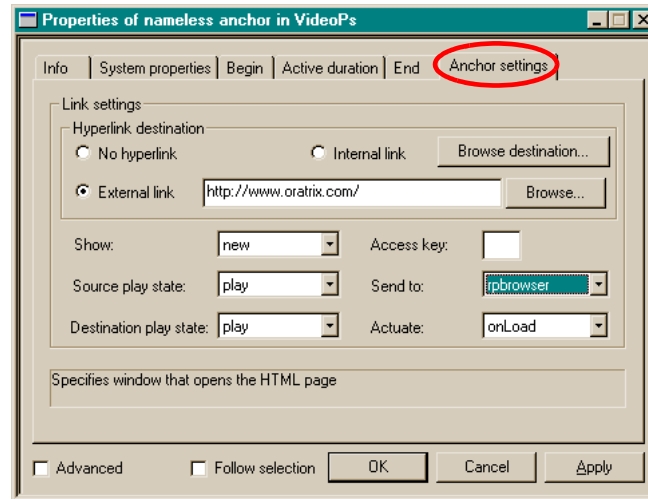 Properties of nameless anchor in VideoPs
Info System properties Begin Active duration End Anchor settings
Link settings
Hyperlink destination
No hyperlink Internal link Browse destination...
External link http://www.oratrix.com/ Browse...
Show: new Access key:
Source play state: play Send to: rpbrowser
Destination play state: play Actuate: onLoad
Specifies window that opens the HTML page
Advanced Follow selection OK Cancel Apply